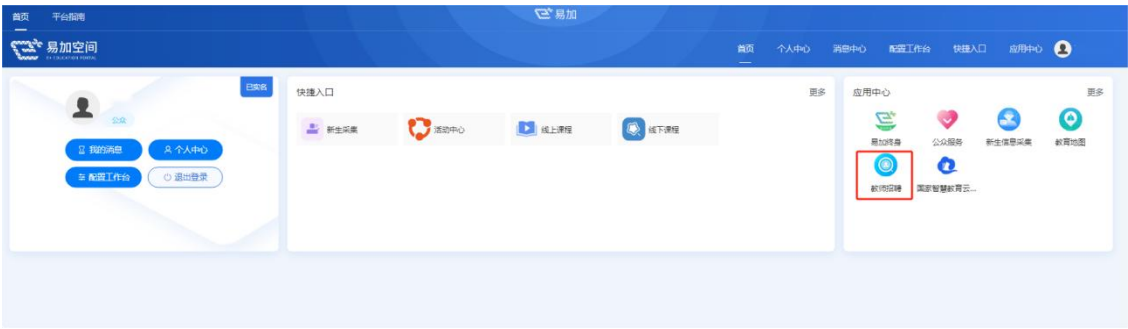 首页 平台指南
易加
易加空间
E+ EDUCATION PORTAL
首页 个人中心 消息中心 配置工作台 快捷入口 应用中心
已实名
公众
我的消息 个人中心
配置工作台 退出登录
快捷入口 更多
新生采集 活动中心 线上课程 线下课程
应用中心 更多
易加终身 公众服务 新生信息采集 教育地图
教师招聘 国家智慧教育云...